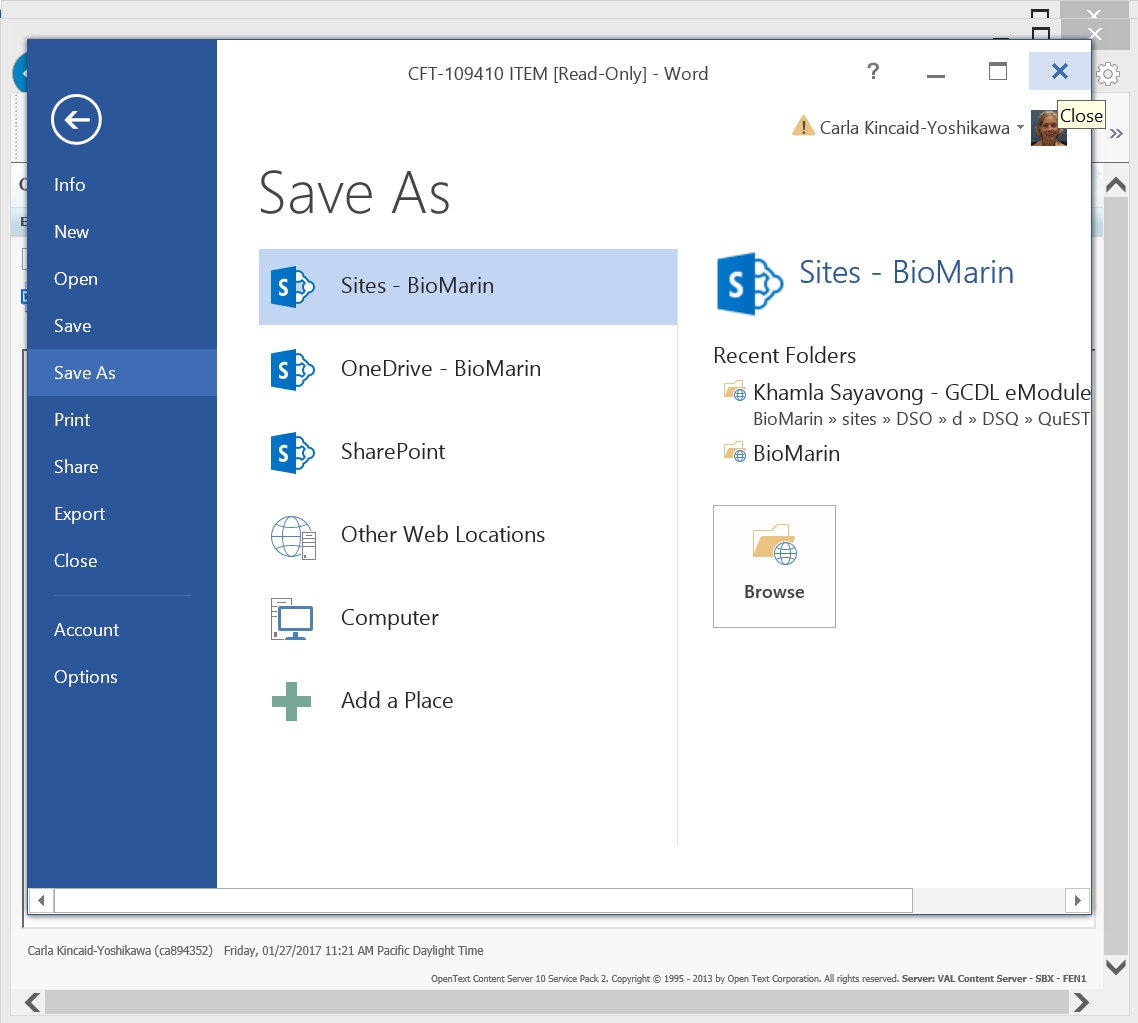 CFT-109410 ITEM [Read-Only] - Word
?
Close
Carla Kincaid-Yoshikawa
Info
New
Open
Save
Save As
Print
Share
Export
Close
Account
Options
Save As
Sites - BioMarin
OneDrive - BioMarin
SharePoint
Other Web Locations
Computer
Add a Place
Sites - BioMarin
Recent Folders
Khamla Sayavong - GCDL eModule
BioMarin » sites » DSO » d » DSQ » QuEST
BioMarin
Browse
Carla Kincaid-Yoshikawa (ca894352) Friday, 01/27/2017 11:21 AM Pacific Daylight Time
OpenText Content Server 10 Service Pack 2. Copyright © 1995 - 2013 by Open Text Corporation. All rights reserved. Server: VAL Content Server - SBX - FEN1